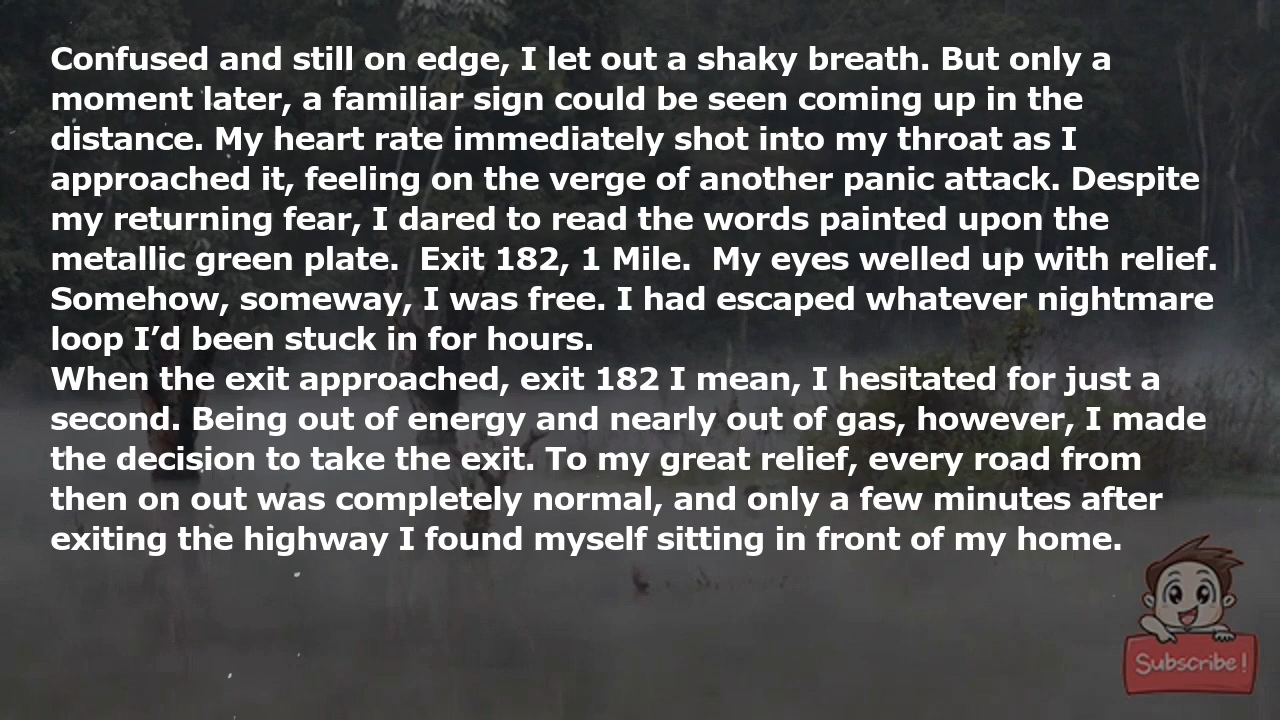 Confused and still on edge, I let out a shaky breath. But only a
moment later, a familiar sign could be seen coming up in the
distance. My heart rate immediately shot into my throat as I
approached it, feeling on the verge of another panic attack. Despite
my returning fear, I dared to read the words painted upon the
metallic green plate.  Exit 182, 1 Mile.  My eyes welled up with relief.
Somehow, someway, I was free. I had escaped whatever nightmare
loop I’d been stuck in for hours.
When the exit approached, exit 182 I mean, I hesitated for just a
second. Being out of energy and nearly out of gas, however, I made
the decision to take the exit. To my great relief, every road from
then on out was completely normal, and only a few minutes after
exiting the highway I found myself sitting in front of my home.
Subscribe!